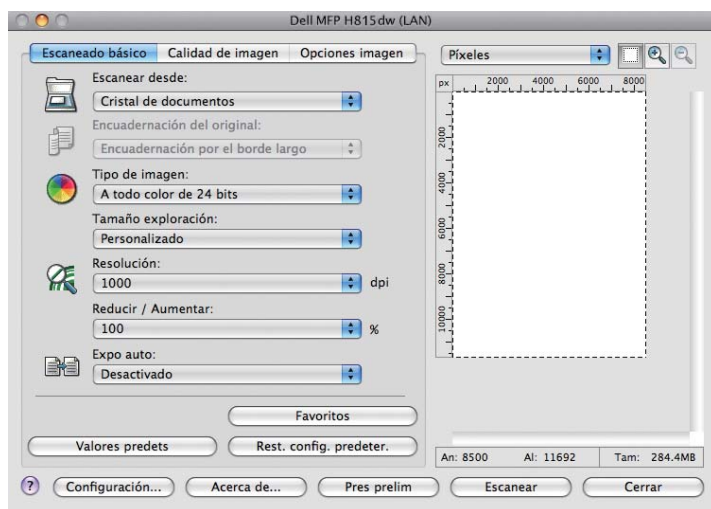 Dell MFP H815dw (LAN)
Escaneado básico
Calidad de imagen
Opciones imagen
Escanear desde:
Cristal de documentos
Encuadernación del original:
Encuadernación por el borde largo
Tipo de imagen:
A todo color de 24 bits
Tamaño exploración:
Personalizado
Resolución:
1000 dpi
Reducir / Aumentar:
100 %
Expo auto:
Desactivado
Favoritos
Valores predets
Rest. config. predeter.
Píxeles
px 2000 4000 6000 8000
2000
4000
6000
8000
10000
An: 8500 Al: 11692 Tam: 284.4MB
? Configuración... Acerca de... Pres prelim Escanear Cerrar